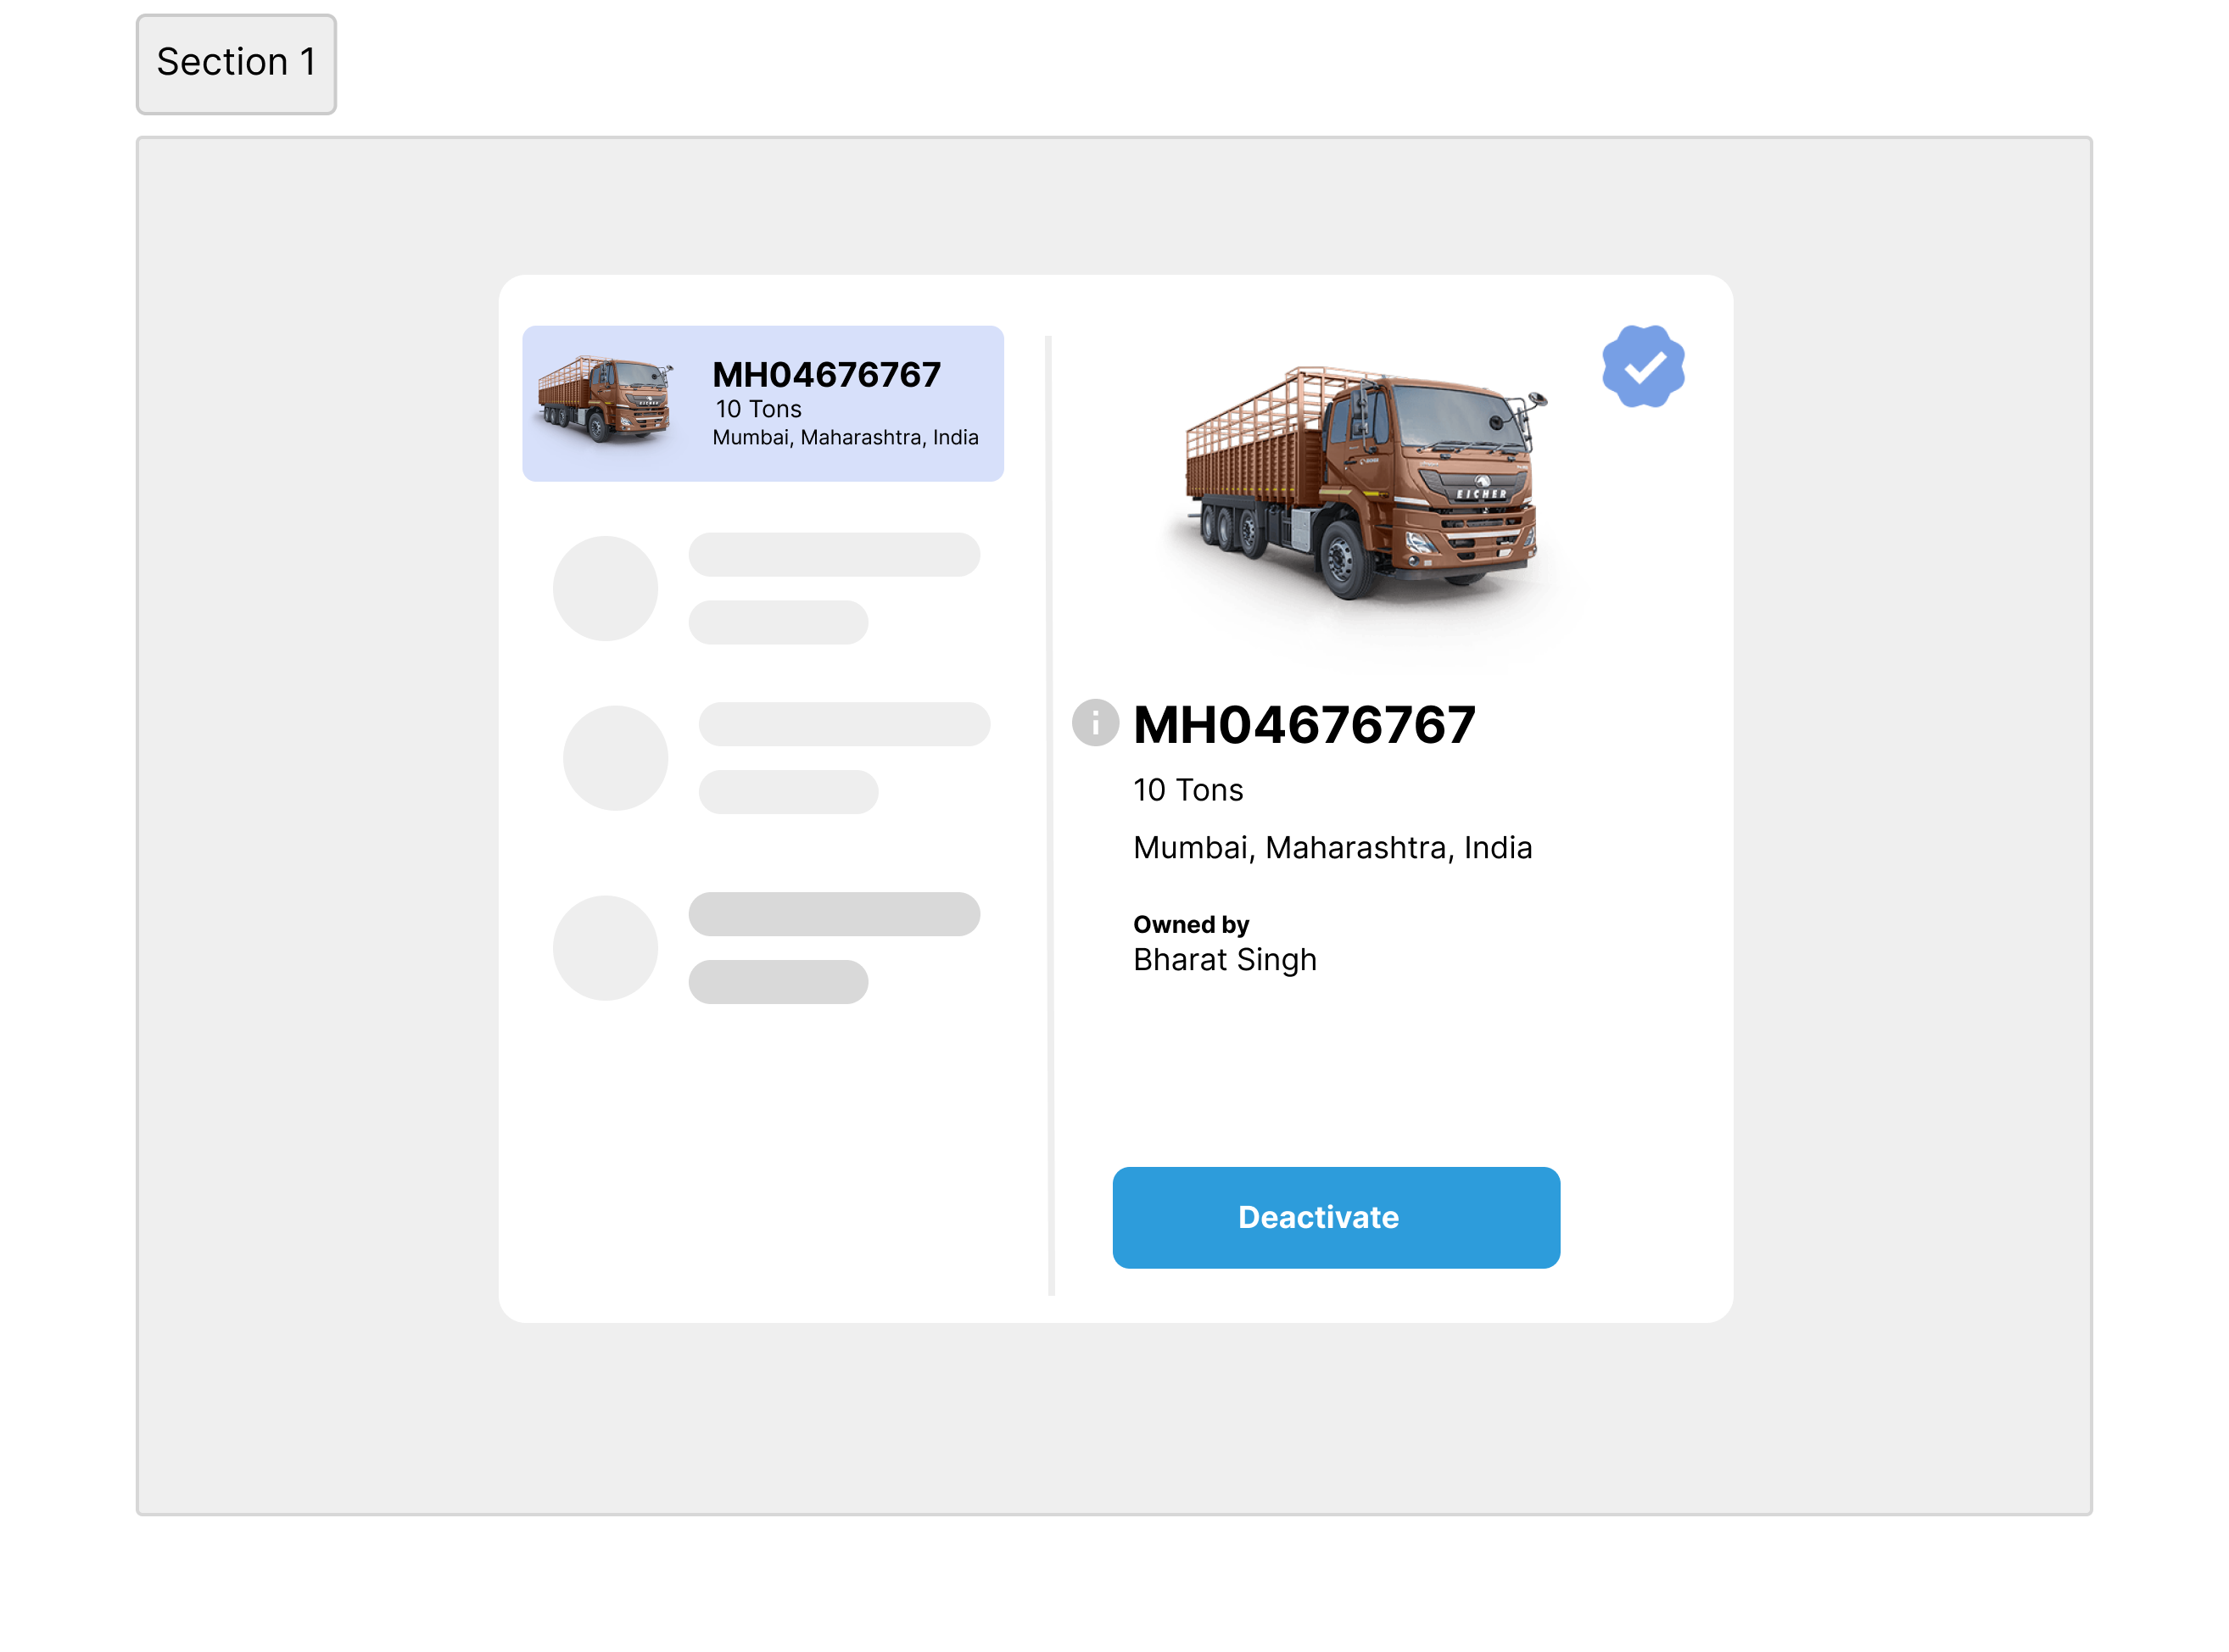 Section 1
MH04676767
10 Tons
Mumbai, Maharashtra, India
EICHER
MH04676767
10 Tons
Mumbai, Maharashtra, India
Owned by
Bharat Singh
Deactivate